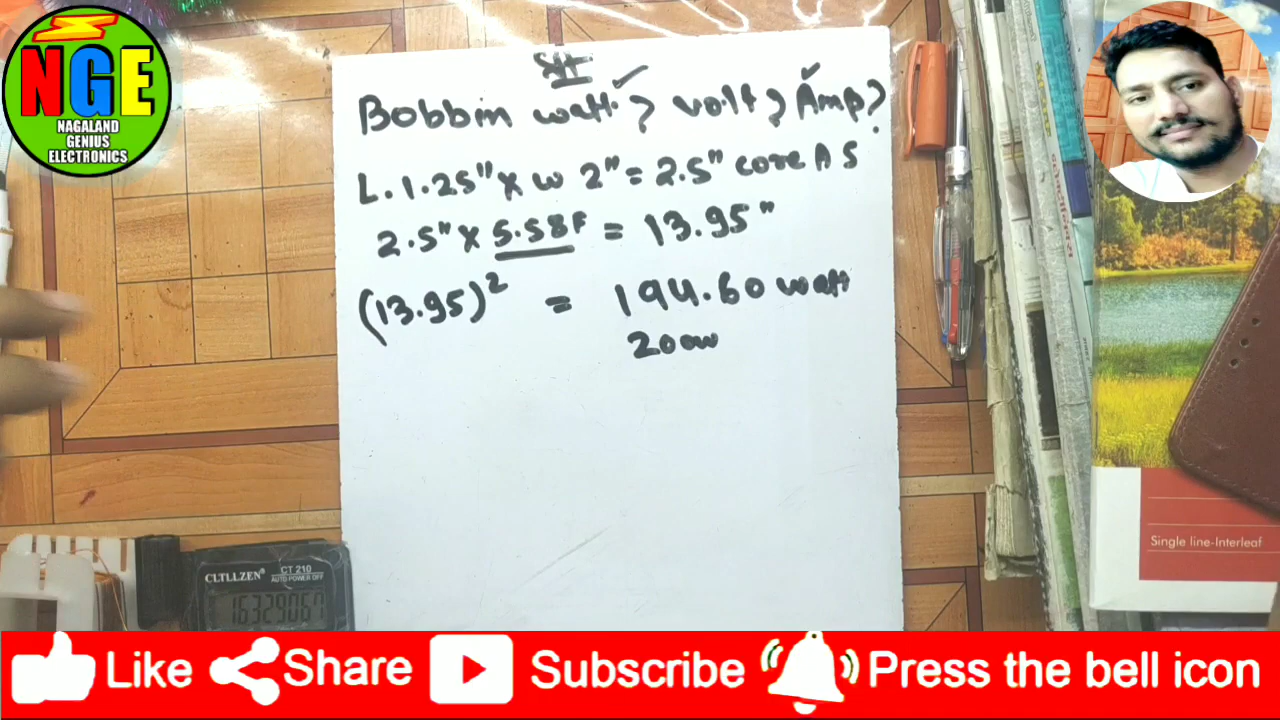 NGE
NAGALAND
GENIUS
ELECTRONICS
Bobbin watt? volt? Amp?
L. 1.25" x w 2" = 2.5" core A S
2.5" x 5.58F = 13.95"
(13.95)² = 194.60 watt
200w
CLTLLZEN CT 210
AUTO POWER OFF
Single line-Interleaf
Like Share Subscribe Press the bell icon